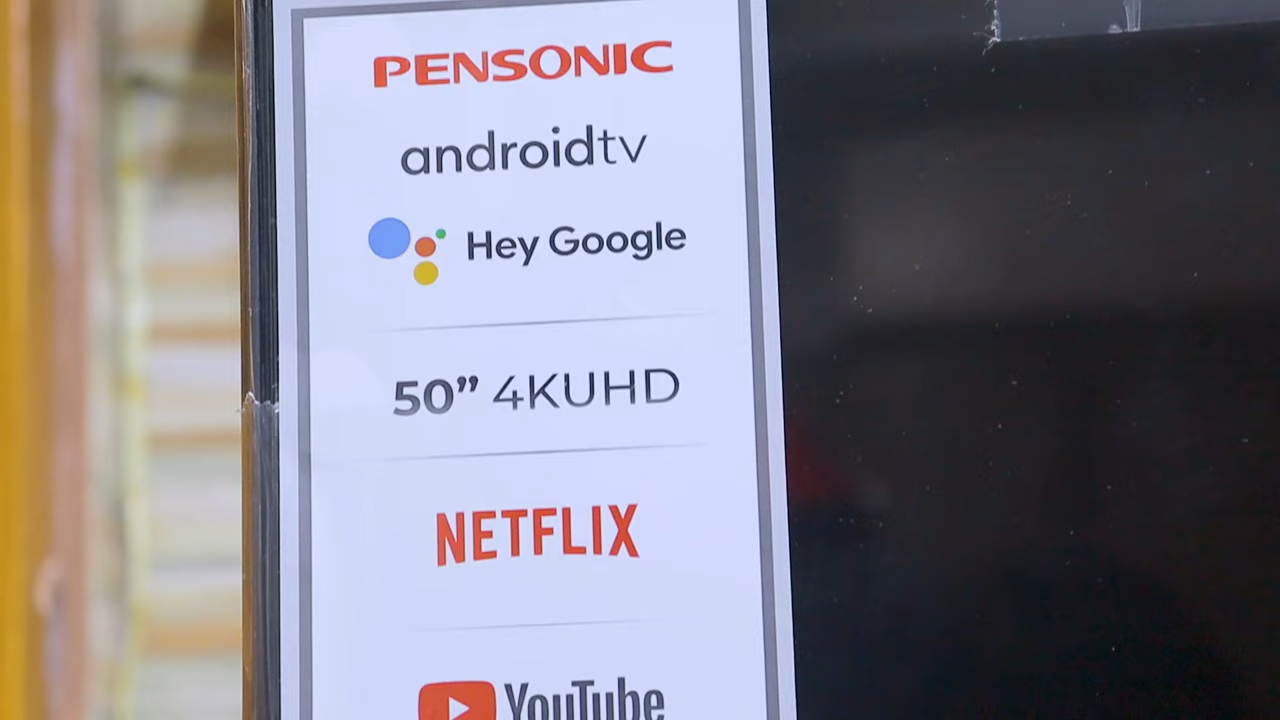 PENSONIC
androidtv
Hey Google
50” 4KUHD
NETFLIX
YouTube